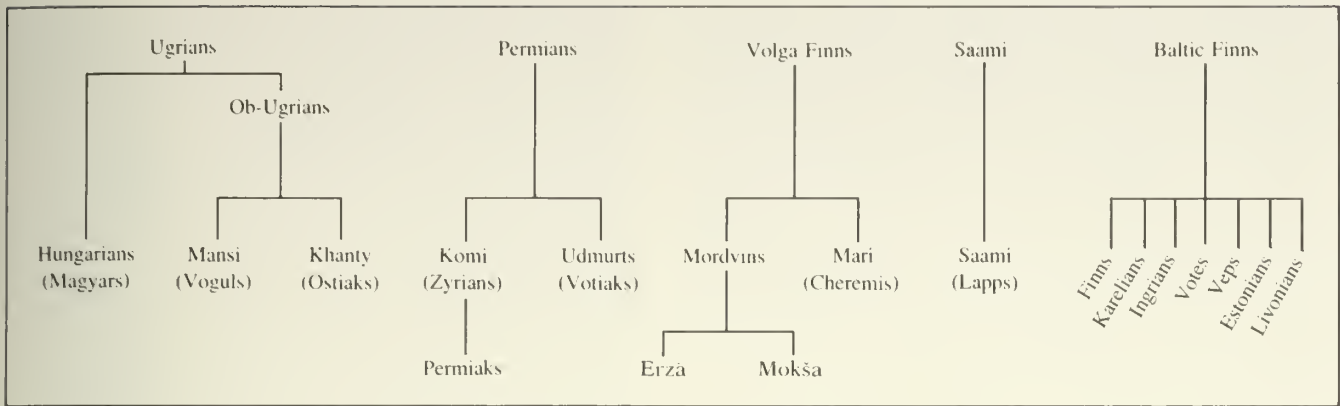 Ugrians Permians Volga Finns Saami Baltic Finns
Ob-Ugrians
Hungarians Mansi Khanty Komi Udmurts Mordvins Mari Saami
(Magyars) (Voguls) (Ostiaks) (Zyrians) (Votiaks) (Cheremis) (Lapps)
Finns
Karelians
Ingrians
Votes
Veps
Estonians
Livonians
Permiaks Erza Mokša